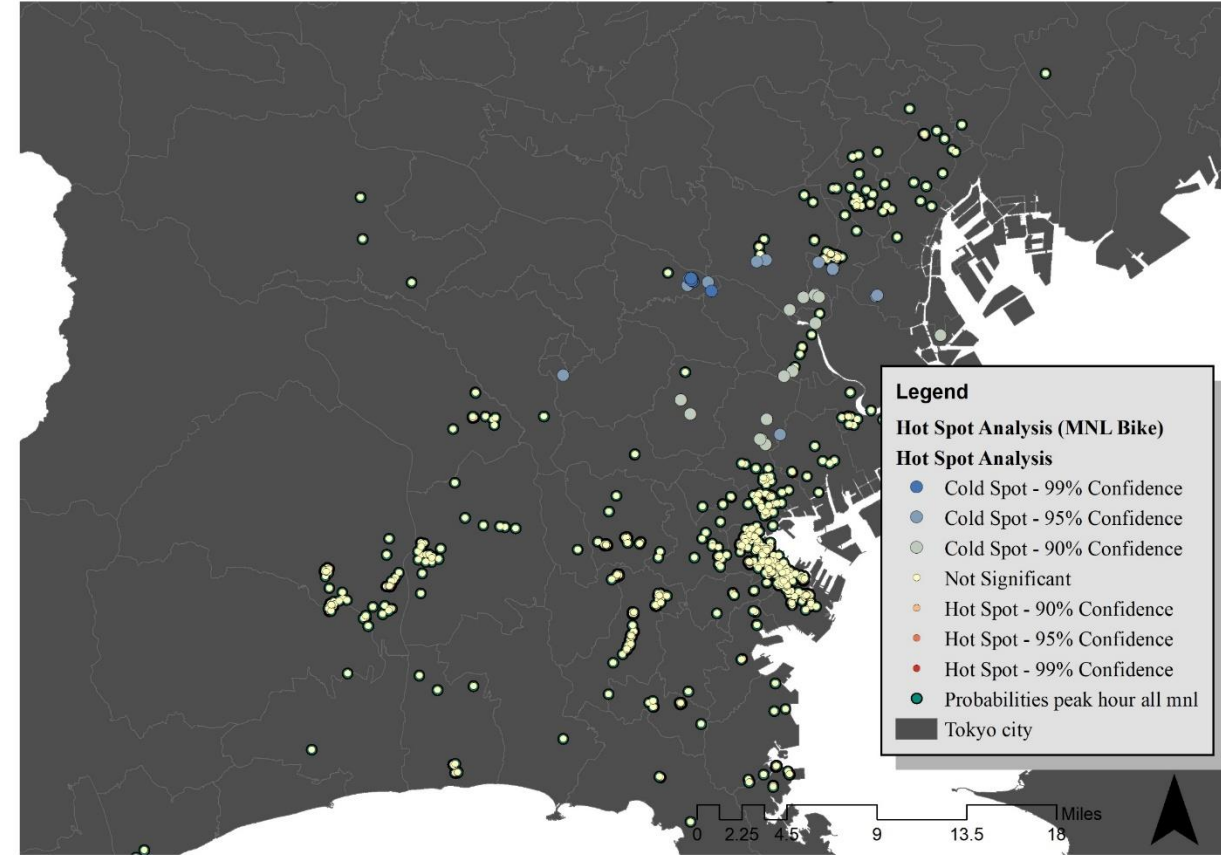 Legend
Hot Spot Analysis (MNL Bike)
Hot Spot Analysis
Cold Spot - 99% Confidence
Cold Spot - 95% Confidence
Cold Spot - 90% Confidence
Not Significant
Hot Spot - 90% Confidence
Hot Spot - 95% Confidence
Hot Spot - 99% Confidence
Probabilities peak hour all mnl
Tokyo city
Miles
0 2.25 4.5 9 13.5 18